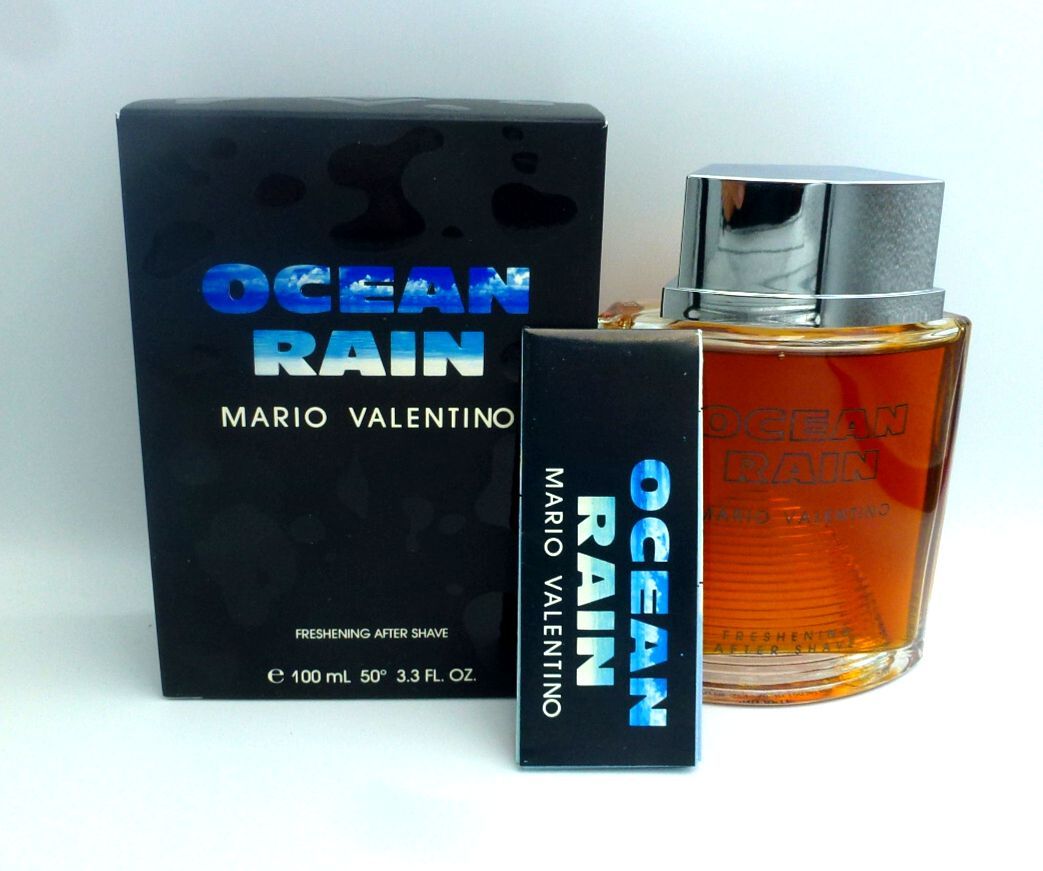 OCEAN
RAIN
MARIO VALENTINO
FRESHENING AFTER SHAVE
e 100 mL 50° 3.3 FL. OZ.
OCEAN
RAIN
MARIO VALENTINO
OCEAN
RAIN
MARIO VALENTINO
FRESHENING
AFTER SHAVE